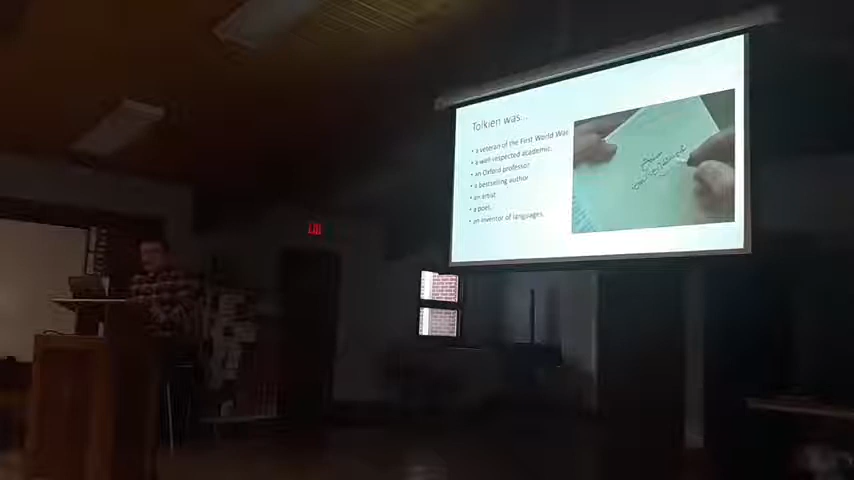 Tolkien was...
• a veteran of the First World War
• a well-respected academic.
• an Oxford professor
• a bestselling author
• an artist
• a poet.
• an inventor of languages.